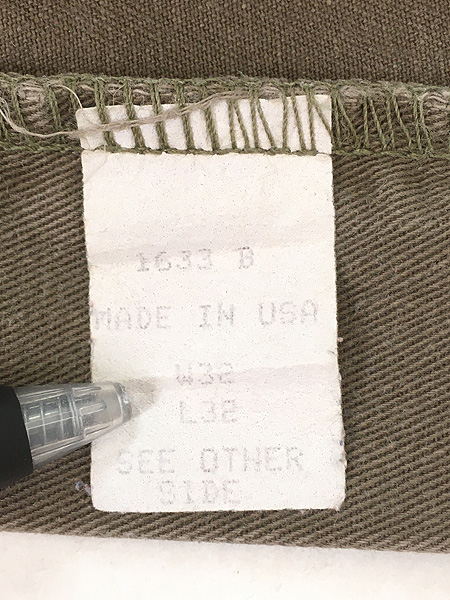 1633 B
MADE IN USA
W32
L32
SEE OTHER
SIDE